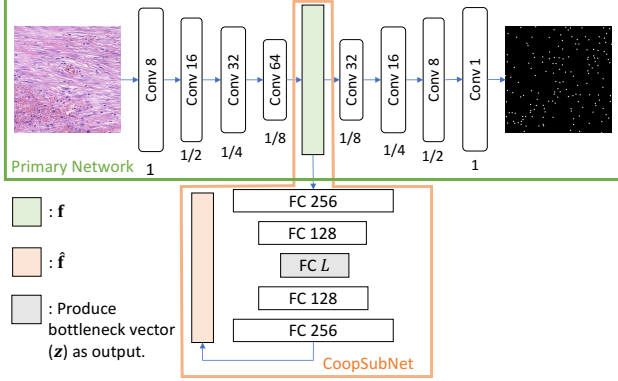 Conv 8
Conv 16
Conv 32
Conv 64
Conv 32
Conv 16
Conv 8
Conv 1
1
1/2
1/4
1/8
1/8
1/4
1/2
1
Primary Network
: f
: f̂
: Produce
bottleneck vector
(z) as output.
FC 256
FC 128
FC L
FC 128
FC 256
CoopSubNet